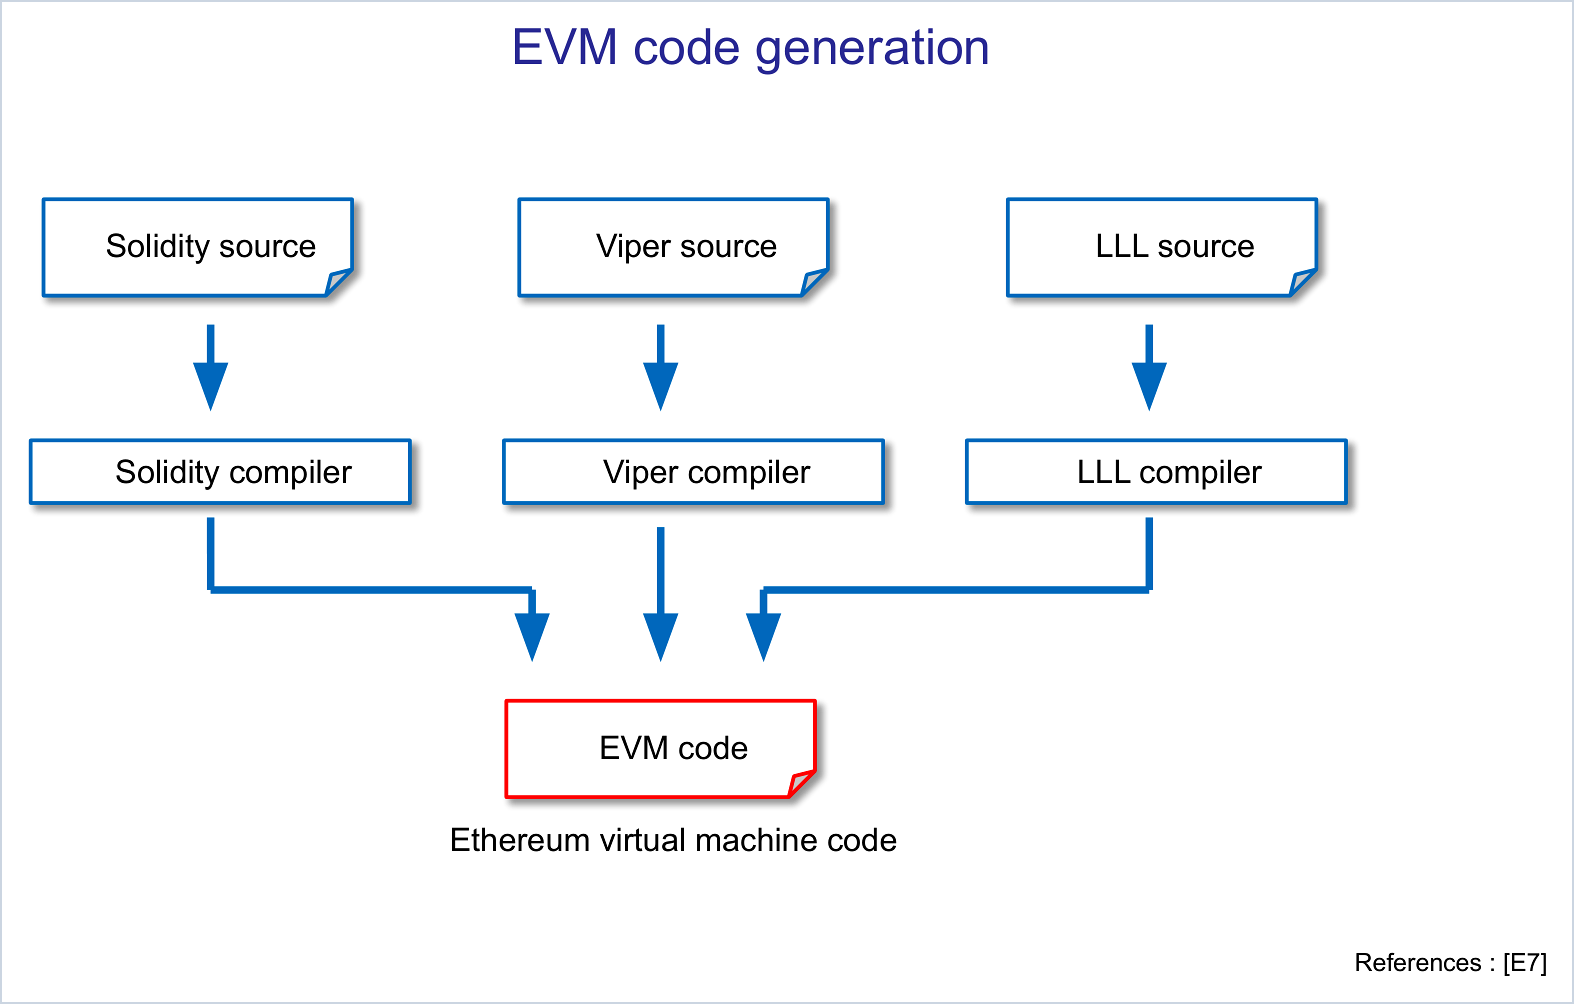 EVM code generation
Solidity source
Viper source
LLL source
Solidity compiler
Viper compiler
LLL compiler
EVM code
Ethereum virtual machine code
References : [E7]